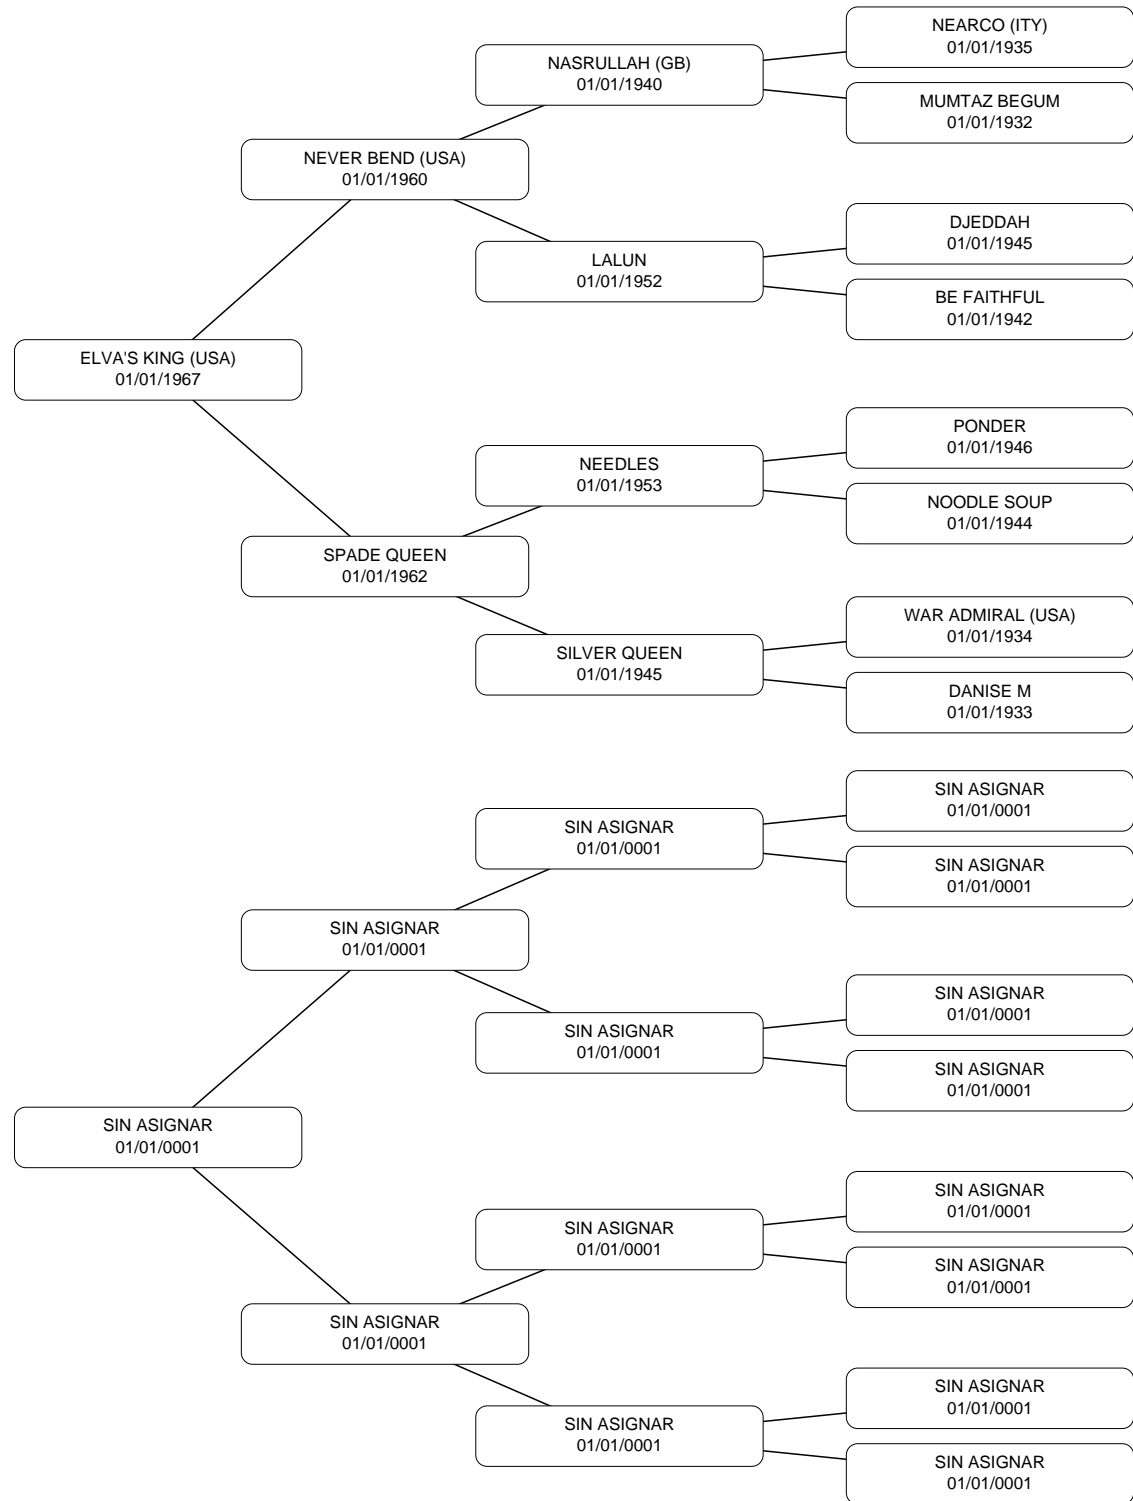 NEARCO (ITY)
01/01/1935
NASRULLAH (GB)
01/01/1940
MUMTAZ BEGUM
01/01/1932
NEVER BEND (USA)
01/01/1960
DJEDDAH
01/01/1945
LALUN
01/01/1952
BE FAITHFUL
01/01/1942
ELVA'S KING (USA)
01/01/1967
PONDER
01/01/1946
NEEDLES
01/01/1953
NOODLE SOUP
01/01/1944
SPADE QUEEN
01/01/1962
WAR ADMIRAL (USA)
01/01/1934
SILVER QUEEN
01/01/1945
DANISE M
01/01/1933
SIN ASIGNAR
01/01/0001
SIN ASIGNAR
01/01/0001
SIN ASIGNAR
01/01/0001
SIN ASIGNAR
01/01/0001
SIN ASIGNAR
01/01/0001
SIN ASIGNAR
01/01/0001
SIN ASIGNAR
01/01/0001
SIN ASIGNAR
01/01/0001
SIN ASIGNAR
01/01/0001
SIN ASIGNAR
01/01/0001
SIN ASIGNAR
01/01/0001
SIN ASIGNAR
01/01/0001
SIN ASIGNAR
01/01/0001
SIN ASIGNAR
01/01/0001
SIN ASIGNAR
01/01/0001